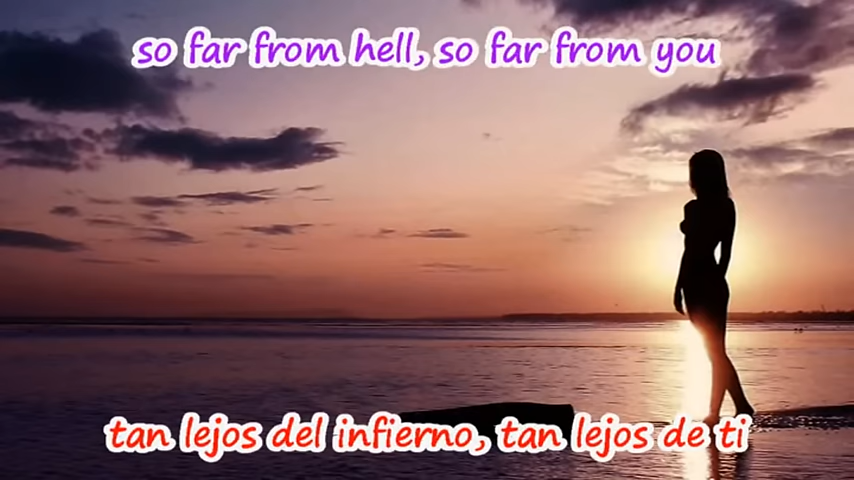 so far from hell, so far from you
tan lejos del infierno, tan lejos de ti